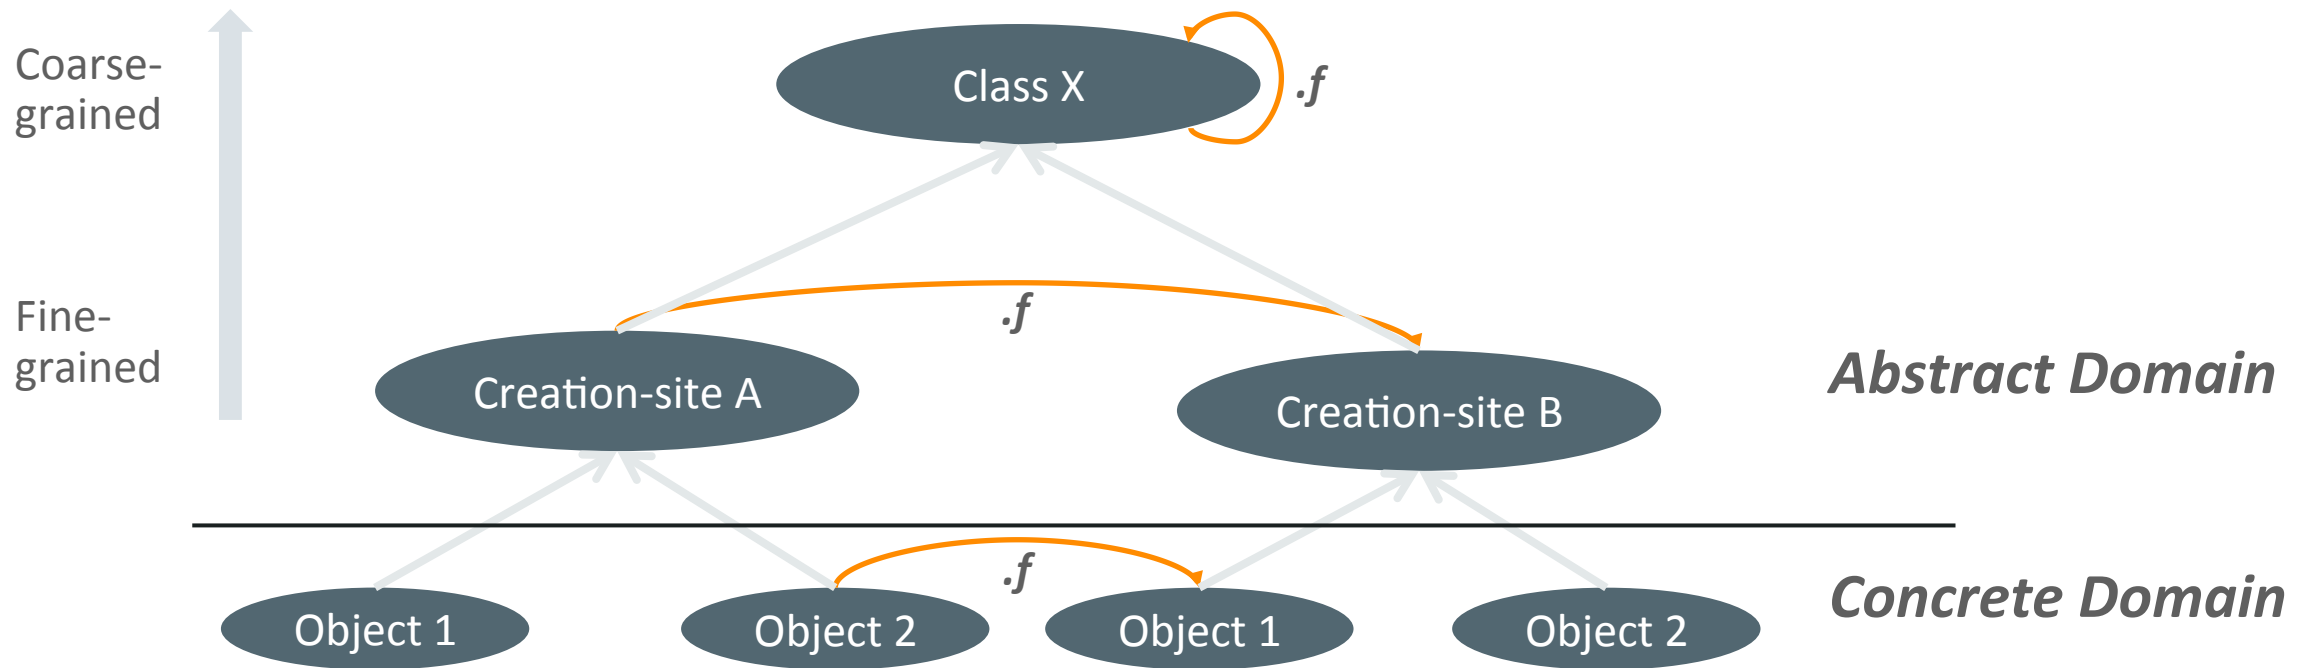 Coarse-
grained
Class X
.f
Fine-
grained
.f
Creation-site A
Creation-site B
Abstract Domain
.f
Object 1
Object 2
Object 1
Object 2
Concrete Domain